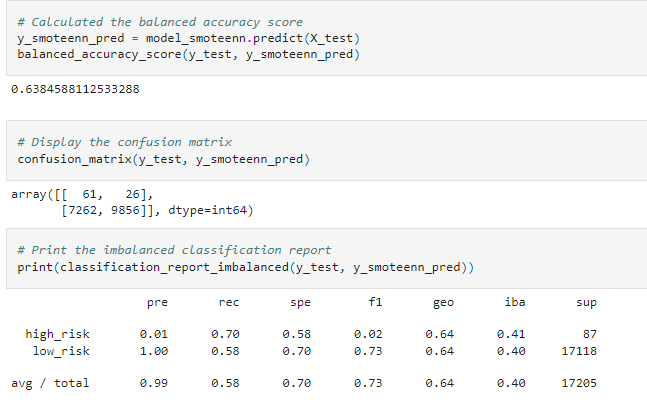 # Calculated the balanced accuracy score
y_smoteenn_pred = model_smoteenn.predict(X_test)
balanced_accuracy_score(y_test, y_smoteenn_pred)
0.6384588112533288
# Display the confusion matrix
confusion_matrix(y_test, y_smoteenn_pred)
array([[  61,   26],
       [7262, 9856]], dtype=int64)
# Print the imbalanced classification report
print(classification_report_imbalanced(y_test, y_smoteenn_pred))
pre rec spe f1 geo iba sup
high_risk 0.01 0.70 0.58 0.02 0.64 0.41 87
low_risk 1.00 0.58 0.70 0.73 0.64 0.40 17118
avg / total 0.99 0.58 0.70 0.73 0.64 0.40 17205